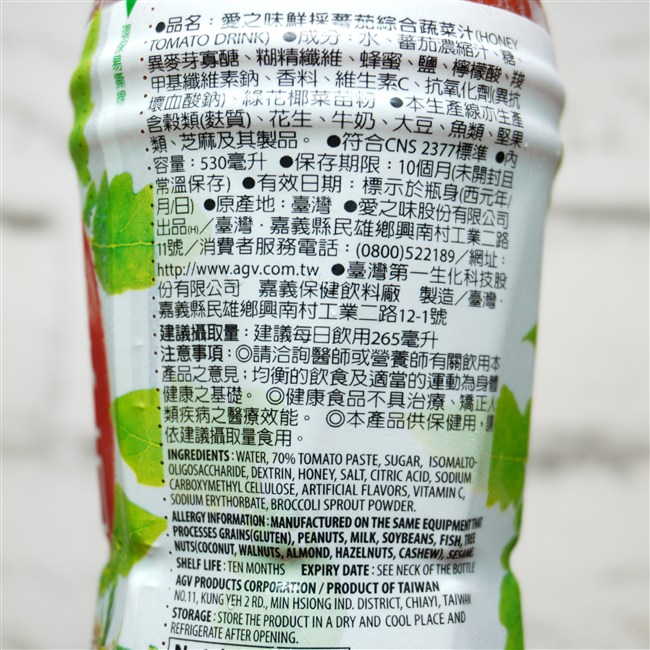 環保易撕線
●品名：愛之味鮮採蕃茄綜合蔬菜汁(HONEY
TOMATO DRINK) ●成分：水、蕃茄濃縮汁、糖、
異麥芽寡醣、糊精纖維、蜂蜜、鹽、檸檬酸、羧
甲基纖維素鈉、香料、維生素C、抗氧化劑(異抗
壞血酸鈉)、綠花椰菜苗粉 ●本生產線亦生產
含穀類(麩質)、花生、牛奶、大豆、魚類、堅果
類、芝麻及其製品。 ●符合CNS 2377標準 ●內
容量：530毫升 ●保存期限：10個月(未開封且
常溫保存) ●有效日期：標示於瓶身(西元年/
月/日) ●原產地：臺灣 ●愛之味股份有限公司
出品(H)／臺灣．嘉義縣民雄鄉興南村工業二路
11號／消費者服務電話：(0800)522189／網址：
http://www.agv.com.tw ●臺灣第一生化科技股
份有限公司 嘉義保健飲料廠 製造／臺灣．
嘉義縣民雄鄉興南村工業二路12-1號
‧建議攝取量：建議每日飲用265毫升
‧注意事項：◎請洽詢醫師或營養師有關飲用本
產品之意見；均衡的飲食及適當的運動為身體
健康之基礎。 ◎健康食品不具治療、矯正人
類疾病之醫療效能。 ◎本產品供保健用，請
依建議攝取量食用。
INGREDIENTS：WATER, 70% TOMATO PASTE, SUGAR, ISOMALTO-
OLIGOSACCHARIDE, DEXTRIN, HONEY, SALT, CITRIC ACID, SODIUM
CARBOXYMETHYL CELLULOSE, ARTIFICIAL FLAVORS, VITAMIN C,
SODIUM ERYTHORBATE, BROCCOLI SPROUT POWDER.
ALLERGY INFORMATION：MANUFACTURED ON THE SAME EQUIPMENT THAT
PROCESSES GRAINS(GLUTEN), PEANUTS, MILK, SOYBEANS, FISH, TREE
NUTS(COCONUT, WALNUTS, ALMOND, HAZELNUTS, CASHEW), SESAME.
SHELF LIFE：TEN MONTHS EXPIRY DATE：SEE NECK OF THE BOTTLE
AGV PRODUCTS CORPORATION / PRODUCT OF TAIWAN
NO.11, KUNG YEH 2 RD., MIN HSIONG IND. DISTRICT, CHIAYI, TAIWAN
STORAGE：STORE THE PRODUCT IN A DRY AND COOL PLACE AND
REFRIGERATE AFTER OPENING.